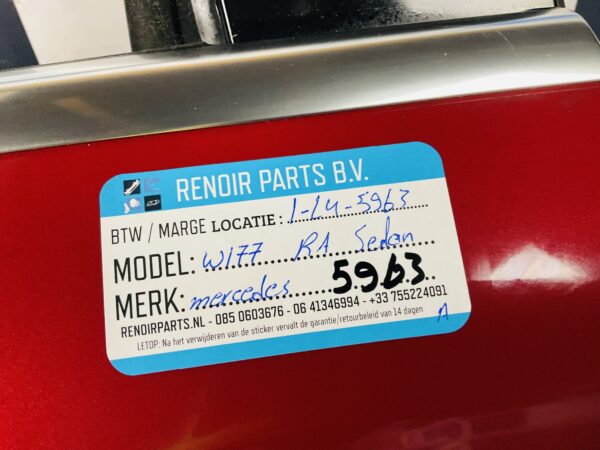 RENOIR PARTS B.V.
BTW / MARGE LOCATIE: 1-L4-5963
MODEL: W177 RA Sedan
MERK: mercedes 5963
RENOIRPARTS.NL - 085 0603676 - 06 41346994 - +33 755224091
LETOP: Na het verwijderen van de sticker vervalt de garantie/retourbeleid van 14 dagen
A